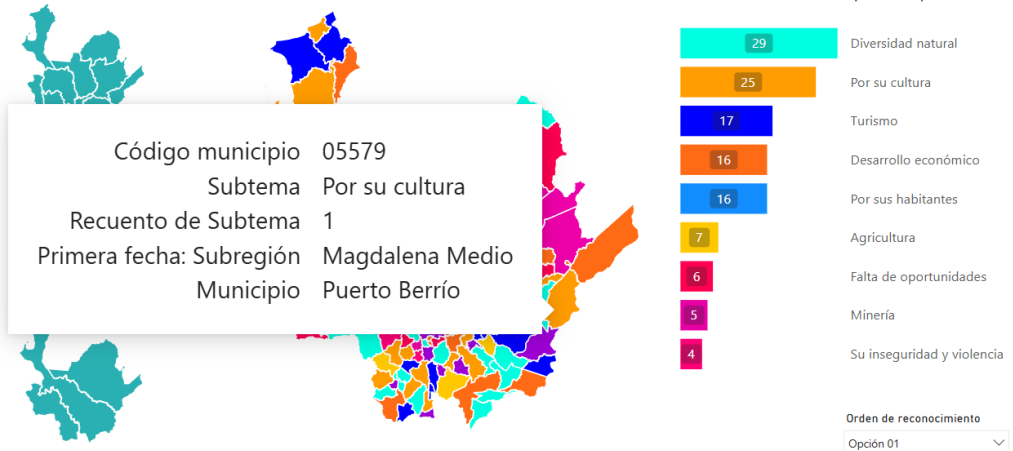 Código municipio 05579
Subtema Por su cultura
Recuento de Subtema 1
Primera fecha: Subregión Magdalena Medio
Municipio Puerto Berrío
29 Diversidad natural
25 Por su cultura
17 Turismo
16 Desarrollo económico
16 Por sus habitantes
7 Agricultura
6 Falta de oportunidades
5 Minería
4 Su inseguridad y violencia
Orden de reconocimiento
Opción 01